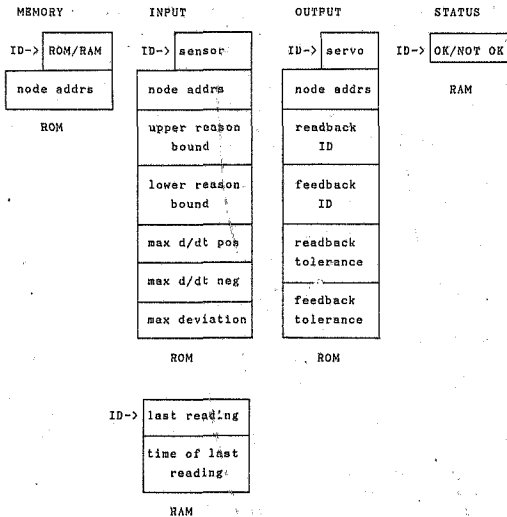 MEMORY INPUT OUTPUT STATUS
ID-> ROM/RAM
node addrs
ROM
ID-> sensor
node addrs
upper reason
bound
lower reason
bound
max d/dt pos
max d/dt neg
max deviation
ROM
ID-> servo
node addrs
readback
ID
feedback
ID
readback
tolerance
feedback
tolerance
ROM
ID-> OK/NOT OK
RAM
ID-> last reading
time of last
reading
RAM